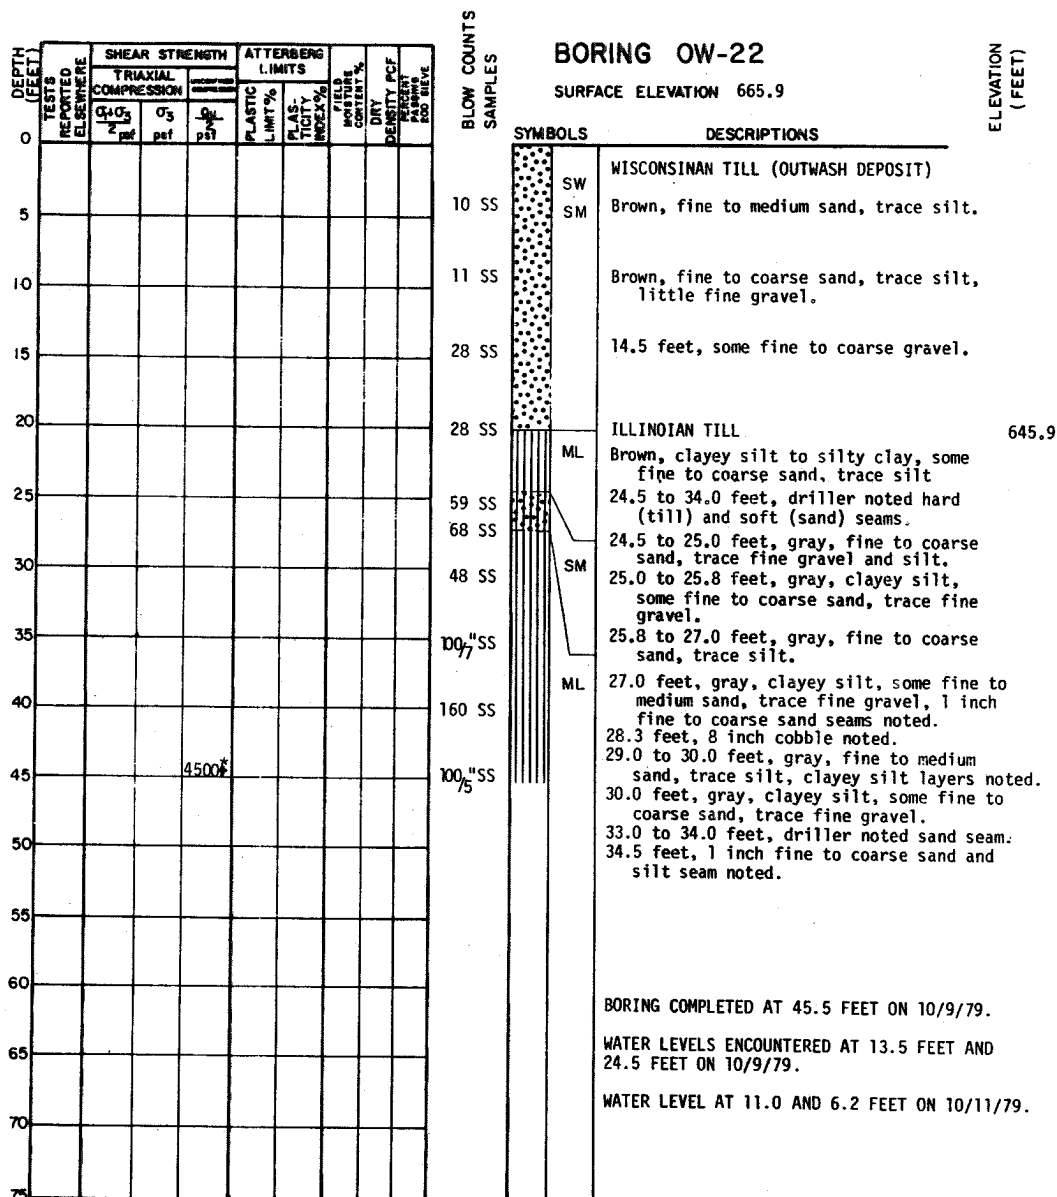 BORING OW-22
SURFACE ELEVATION 665.9
DEPTH (FEET)
TESTS REPORTED ELSEWHERE
SHEAR STRENGTH
TRIAXIAL COMPRESSION
σ₁+σ₃ / 2 psf
σ₃ psf
psf
ATTERBERG LIMITS
PLASTIC LIMIT %
PLAS- TICITY INDEX %
FIELD MOISTURE CONTENT %
DRY DENSITY PCF
PERCENT PASSING
SIEVE
BLOW COUNTS
SAMPLES
SYMBOLS
DESCRIPTIONS
ELEVATION (FEET)
0
WISCONSINAN TILL (OUTWASH DEPOSIT)
SW
SM
5
10 SS
Brown, fine to medium sand, trace silt.
10
11 SS
Brown, fine to coarse sand, trace silt,
little fine gravel.
15
28 SS
14.5 feet, some fine to coarse gravel.
20
28 SS
ILLINOIAN TILL
645.9
ML
Brown, clayey silt to silty clay, some
fine to coarse sand, trace silt
25
59 SS
24.5 to 34.0 feet, driller noted hard
(till) and soft (sand) seams.
68 SS
24.5 to 25.0 feet, gray, fine to coarse
sand, trace fine gravel and silt.
30
48 SS
SM
25.0 to 25.8 feet, gray, clayey silt,
some fine to coarse sand, trace fine
gravel.
35
100/7" SS
25.8 to 27.0 feet, gray, fine to coarse
sand, trace silt.
ML
27.0 feet, gray, clayey silt, some fine to
medium sand, trace fine gravel, 1 inch
fine to coarse sand seams noted.
40
160 SS
28.3 feet, 8 inch cobble noted.
29.0 to 30.0 feet, gray, fine to medium
sand, trace silt, clayey silt layers noted.
45
4500*
100/5" SS
30.0 feet, gray, clayey silt, some fine to
coarse sand, trace fine gravel.
33.0 to 34.0 feet, driller noted sand seam.
34.5 feet, 1 inch fine to coarse sand and
silt seam noted.
50
55
60
BORING COMPLETED AT 45.5 FEET ON 10/9/79.
65
WATER LEVELS ENCOUNTERED AT 13.5 FEET AND
24.5 FEET ON 10/9/79.
70
WATER LEVEL AT 11.0 AND 6.2 FEET ON 10/11/79.
75